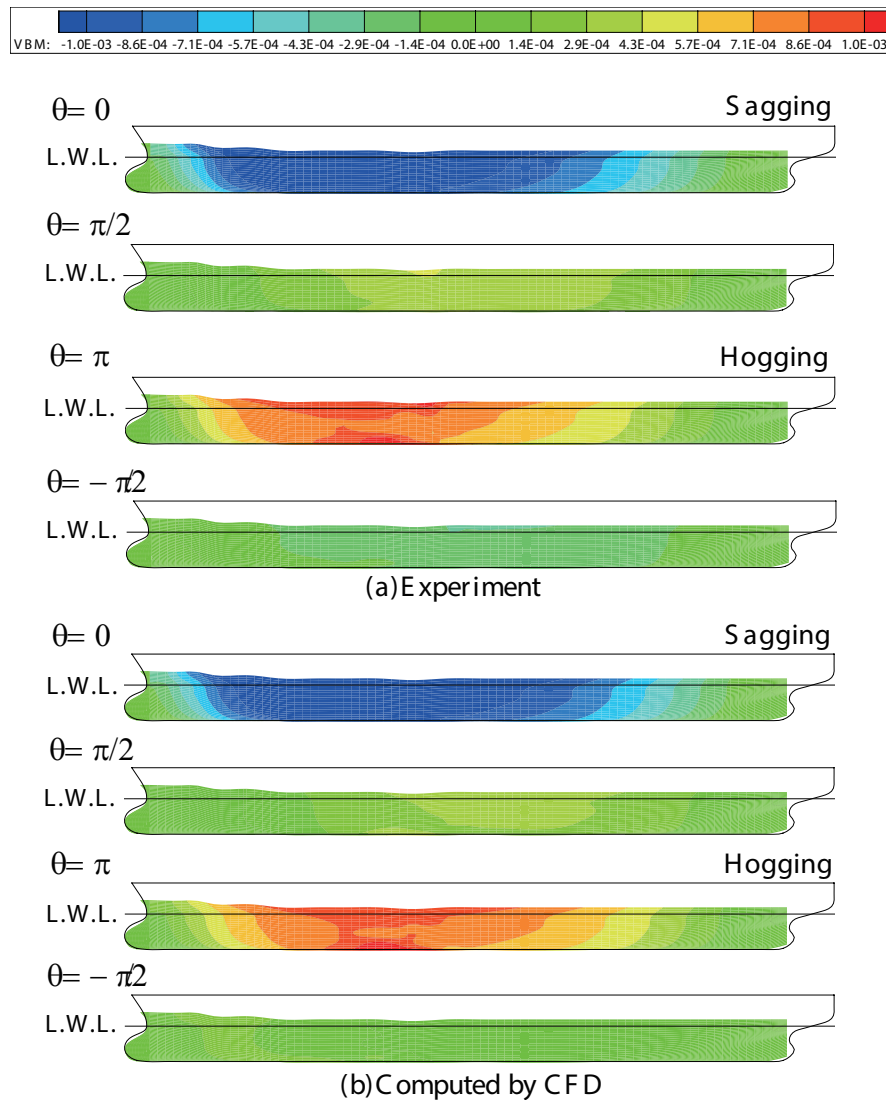 VBM: -1.0E-03 -8.6E-04 -7.1E-04 -5.7E-04 -4.3E-04 -2.9E-04 -1.4E-04 0.0E+00 1.4E-04 2.9E-04 4.3E-04 5.7E-04 7.1E-04 8.6E-04 1.0E-03
θ= 0
Sagging
L.W.L.
θ= π/2
L.W.L.
θ= π
Hogging
L.W.L.
θ= − π/2
L.W.L.
(a)Experiment
θ= 0
Sagging
L.W.L.
θ= π/2
L.W.L.
θ= π
Hogging
L.W.L.
θ= − π/2
L.W.L.
(b)Computed by CFD